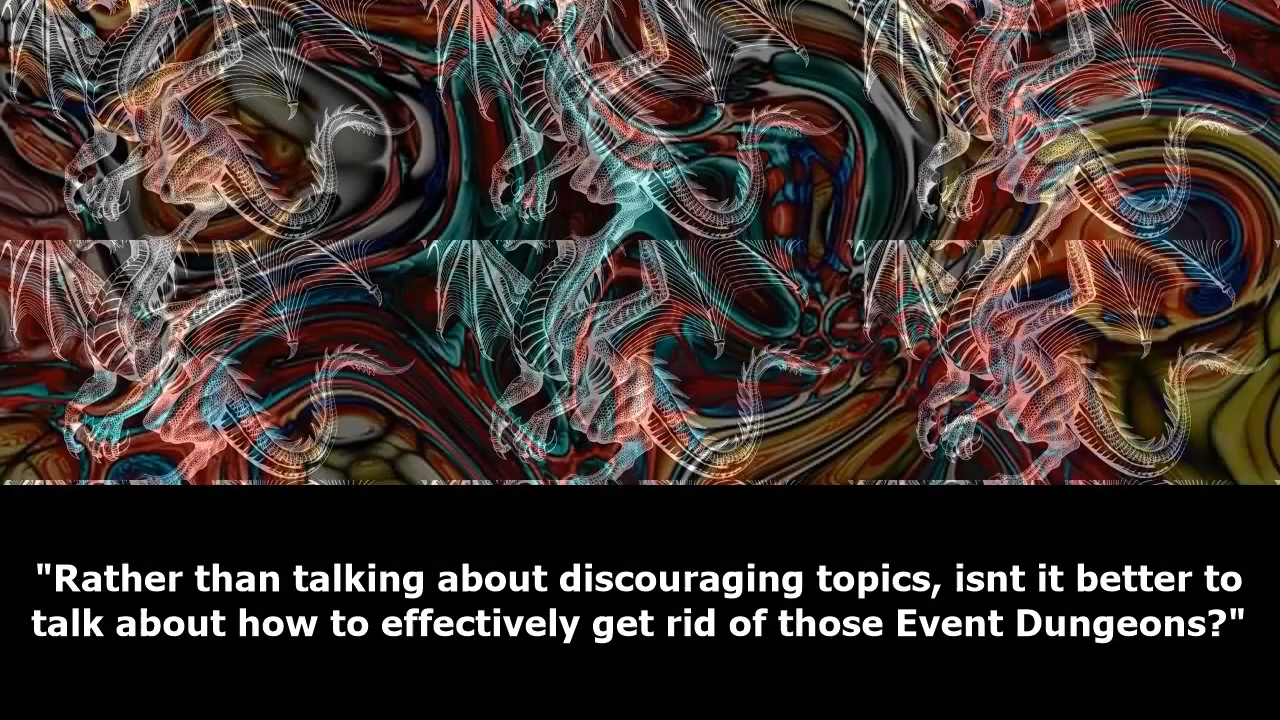 "Rather than talking about discouraging topics, isnt it better to
talk about how to effectively get rid of those Event Dungeons?"